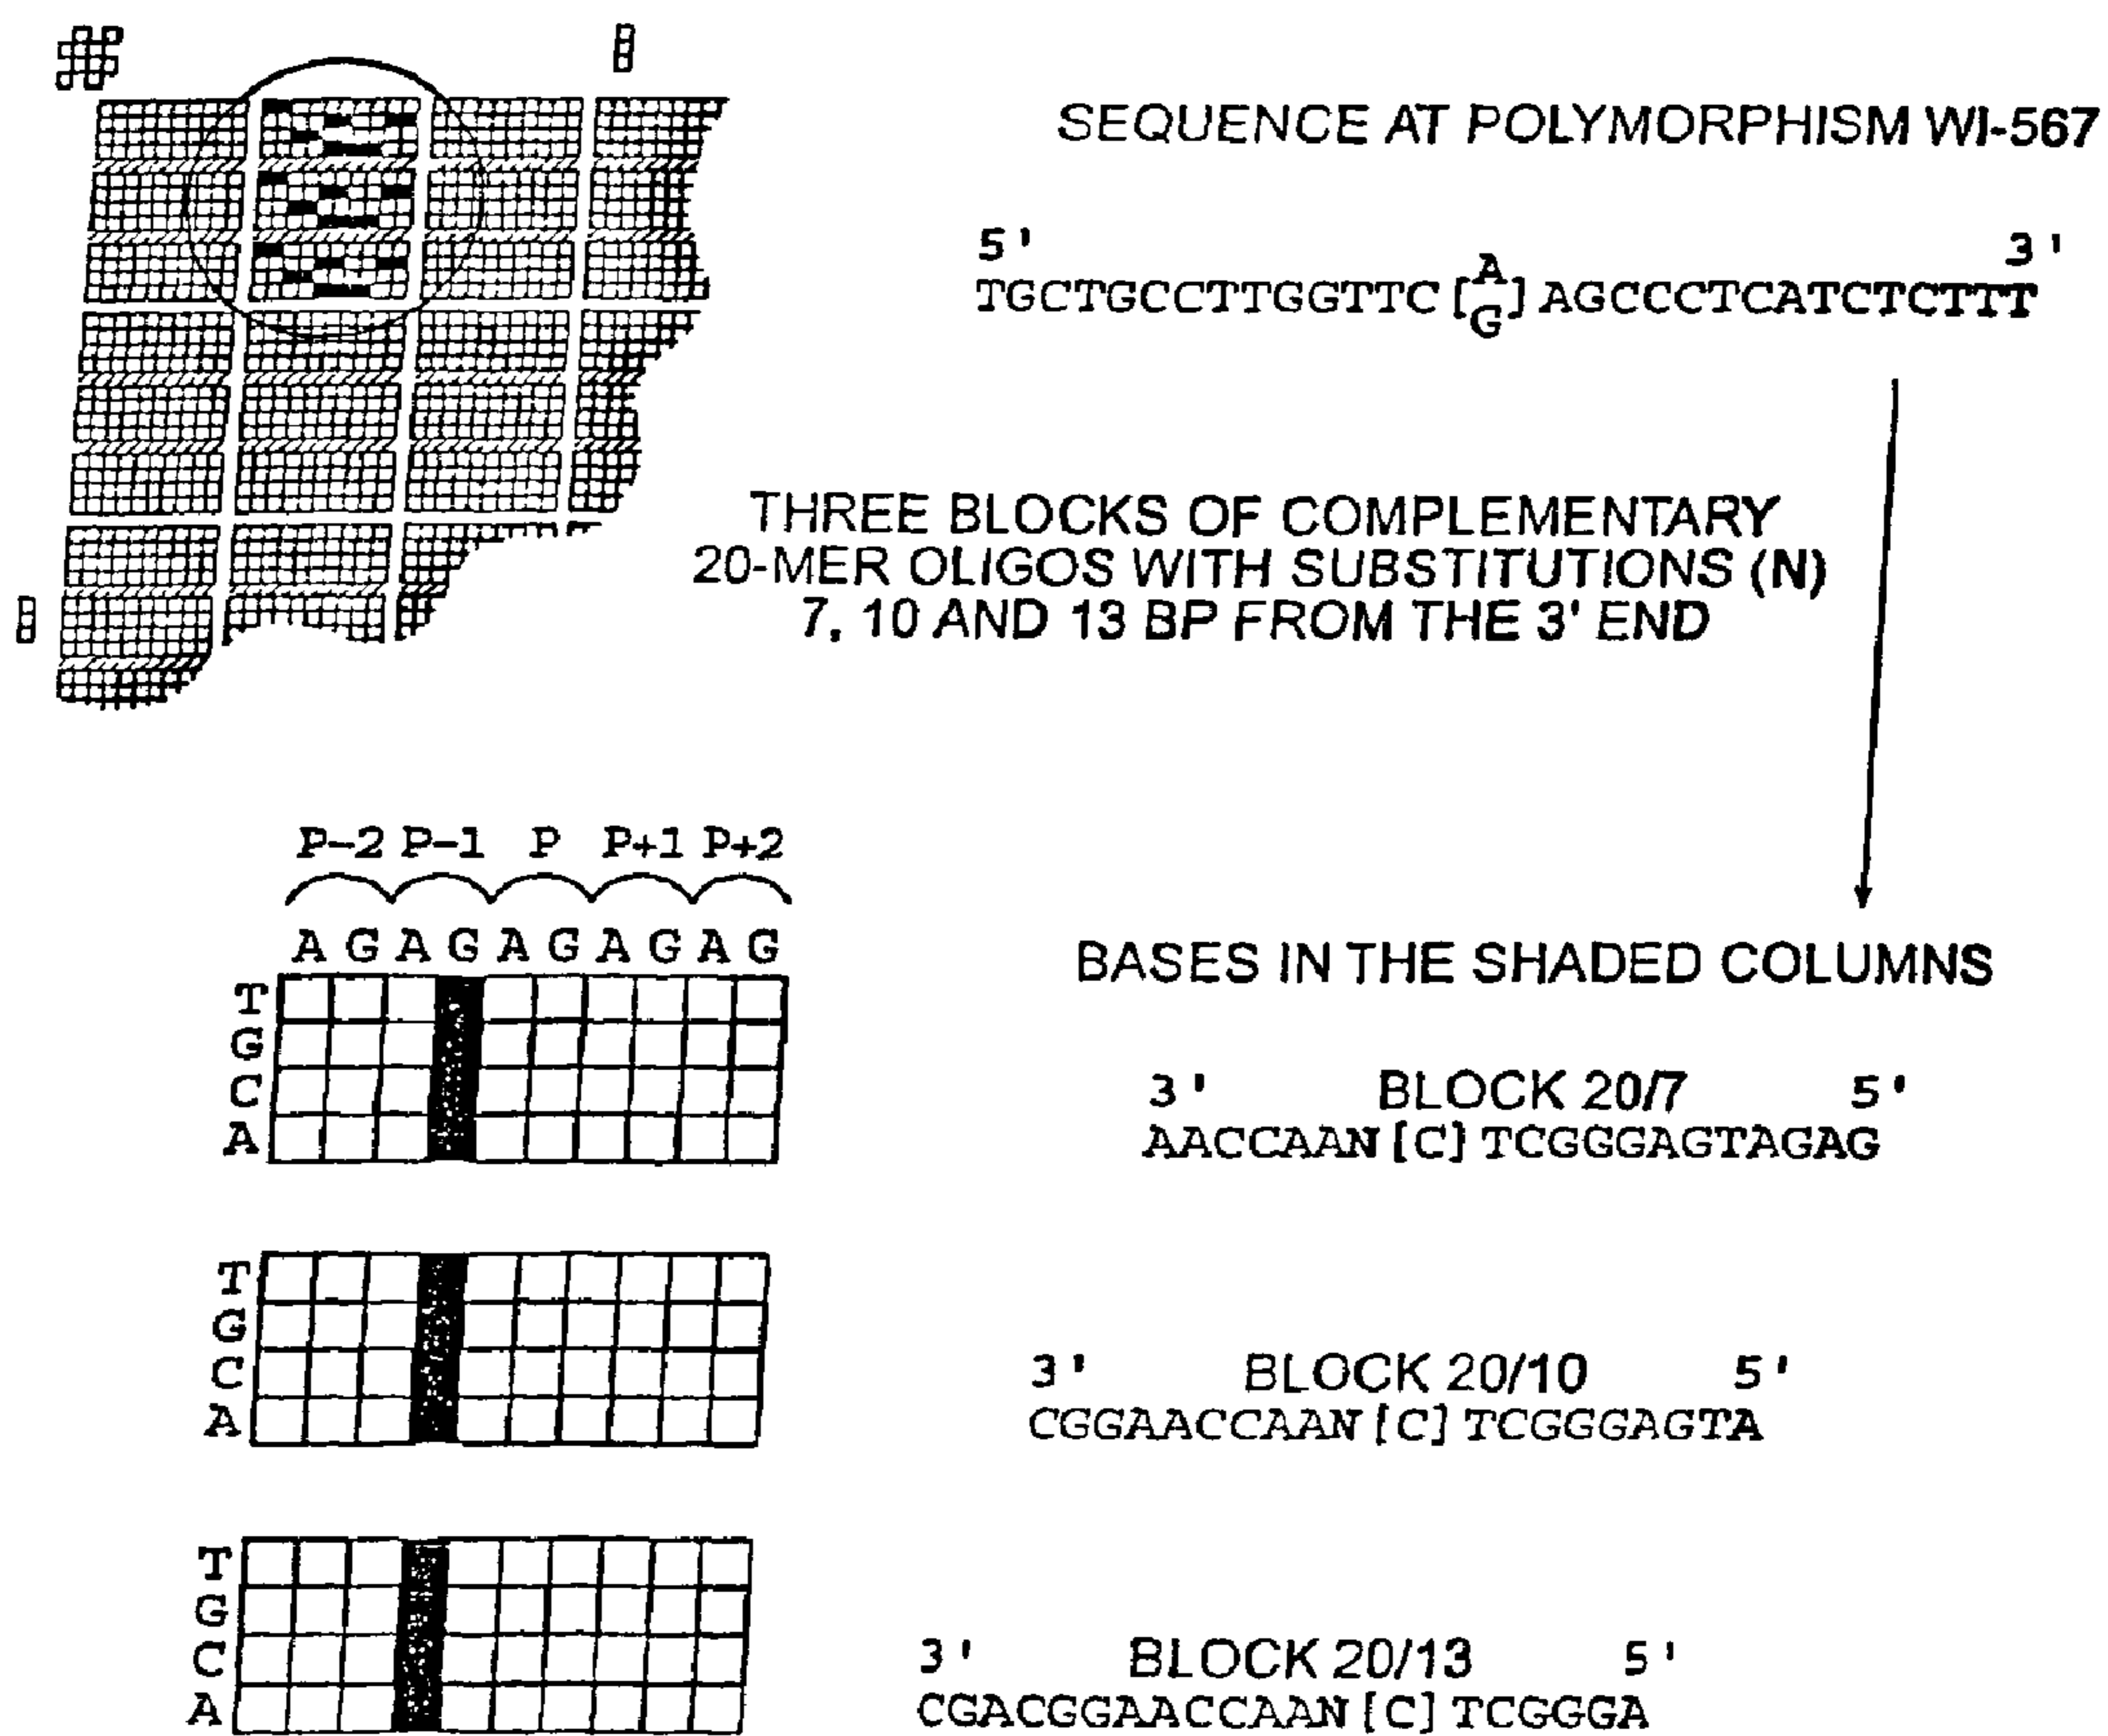 SEQUENCE AT POLYMORPHISM WI-567
5' 3'
A
TGCTGCCTTGGTTC [ ] AGCCCTCATCTCTTT
G
THREE BLOCKS OF COMPLEMENTARY
20-MER OLIGOS WITH SUBSTITUTIONS (N)
7, 10 AND 13 BP FROM THE 3' END
P-2 P-1 P P+1 P+2
A G A G A G A G A G
T
G
C
A
BASES IN THE SHADED COLUMNS
3' BLOCK 20/7 5'
AACCAAN [C] TCGGGAGTAGAG
T
G
C
A
3' BLOCK 20/10 5'
CGGAACCAAN [C] TCGGGAGTA
T
G
C
A
3' BLOCK 20/13 5'
CGACGGAACCAAN [C] TCGGGA